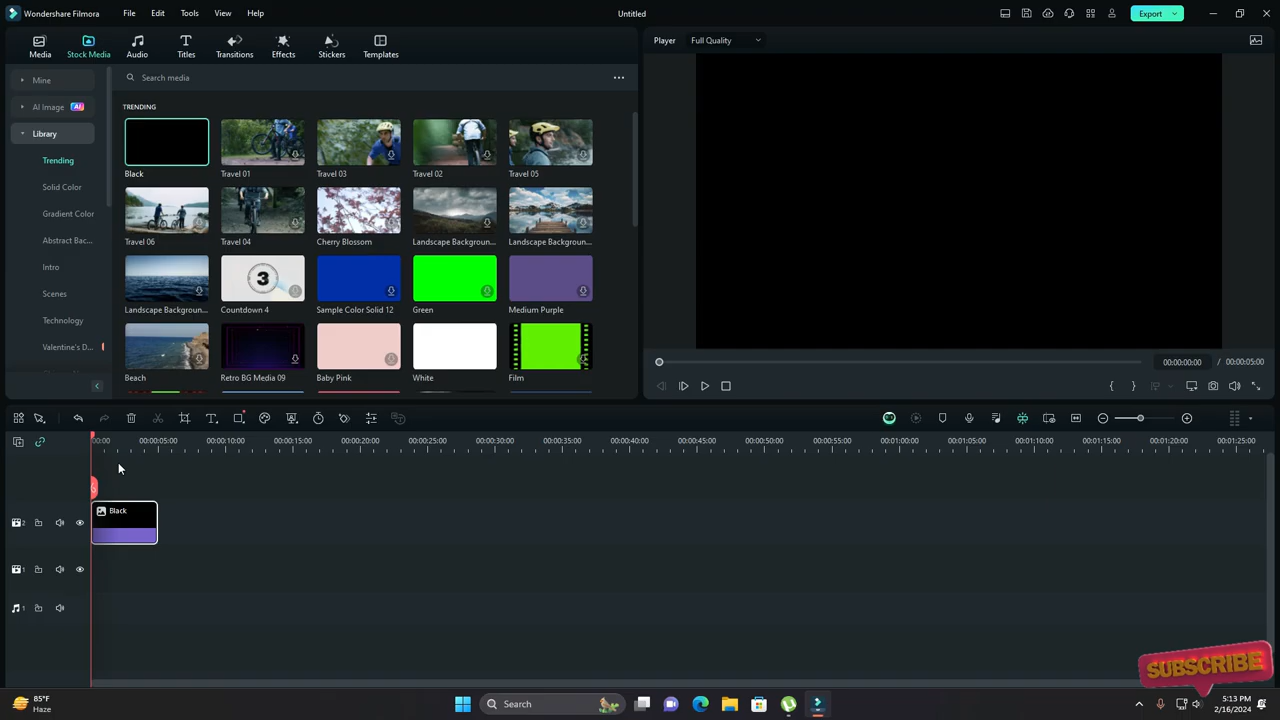 Wondershare Filmora File Edit Tools View Help Untitled Export
Media Stock Media Audio Titles Transitions Effects Stickers Templates
Player Full Quality
Mine
AI Image AI
Library
Trending
Solid Color
Gradient Color
Abstract Bac...
Intro
Scenes
Technology
Valentine's D...
Search media
TRENDING
Black Travel 01 Travel 03 Travel 02 Travel 05
Travel 06 Travel 04 Cherry Blossom Landscape Backgroun... Landscape Backgroun...
3
Landscape Backgroun... Countdown 4 Sample Color Solid 12 Green Medium Purple
Beach Retro BG Media 09 Baby Pink White Film
00:00:00:00 / 00:00:05:00
00:00 00:00:05:00 00:00:10:00 00:00:15:00 00:00:20:00 00:00:25:00 00:00:30:00 00:00:35:00 00:00:40:00 00:00:45:00 00:00:50:00 00:00:55:00 00:01:00:00 00:01:05:00 00:01:10:00 00:01:15:00 00:01:20:00 00:01:25:00
Black
2
1
1
SUBSCRIBE
85°F
Haze
Search
5:13 PM
2/16/2024